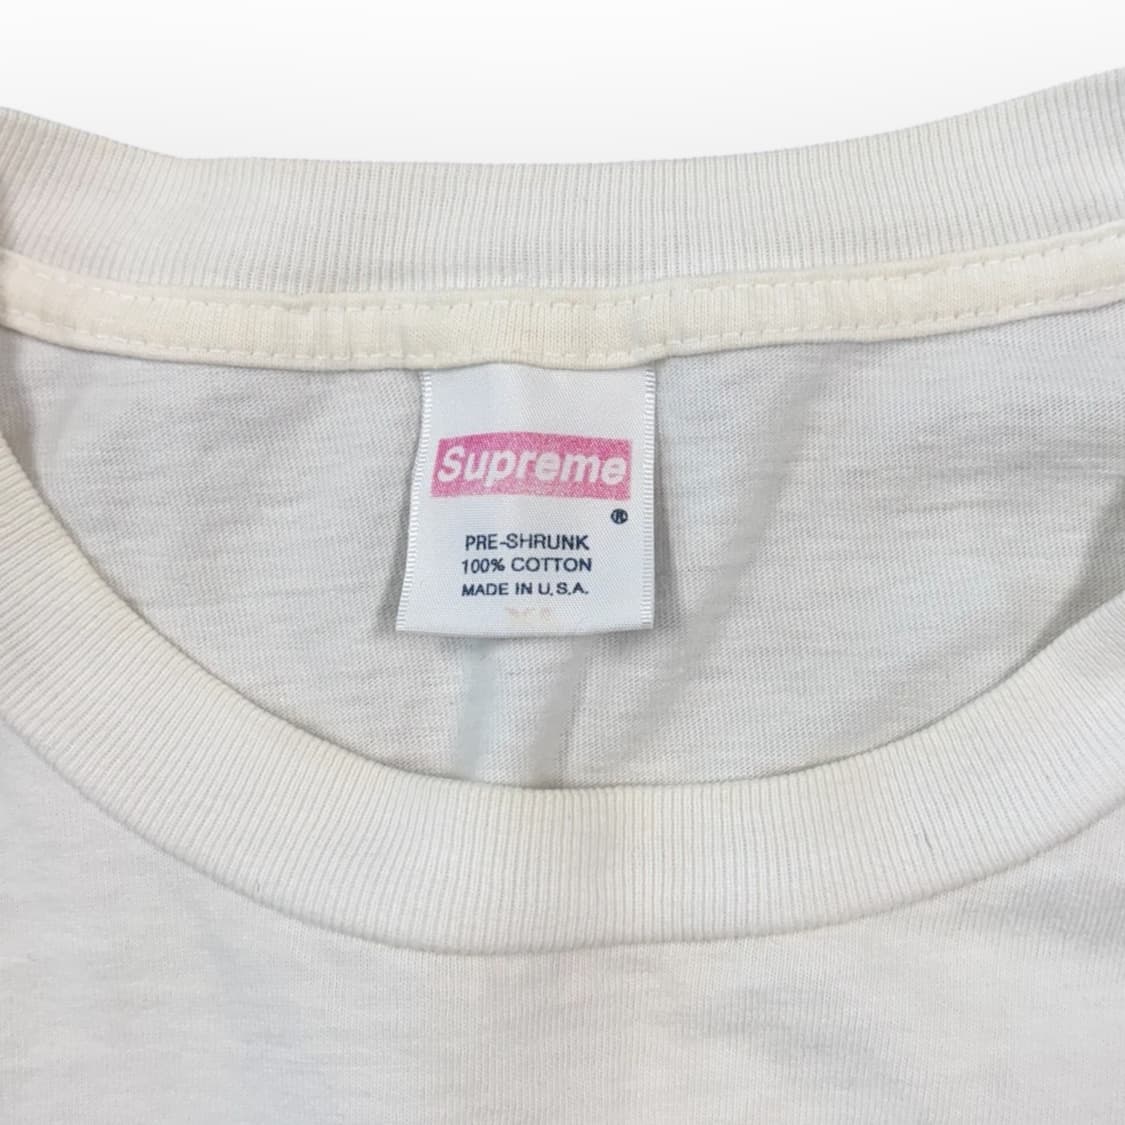 Supreme
®
PRE-SHRUNK
100% COTTON
MADE IN U.S.A.